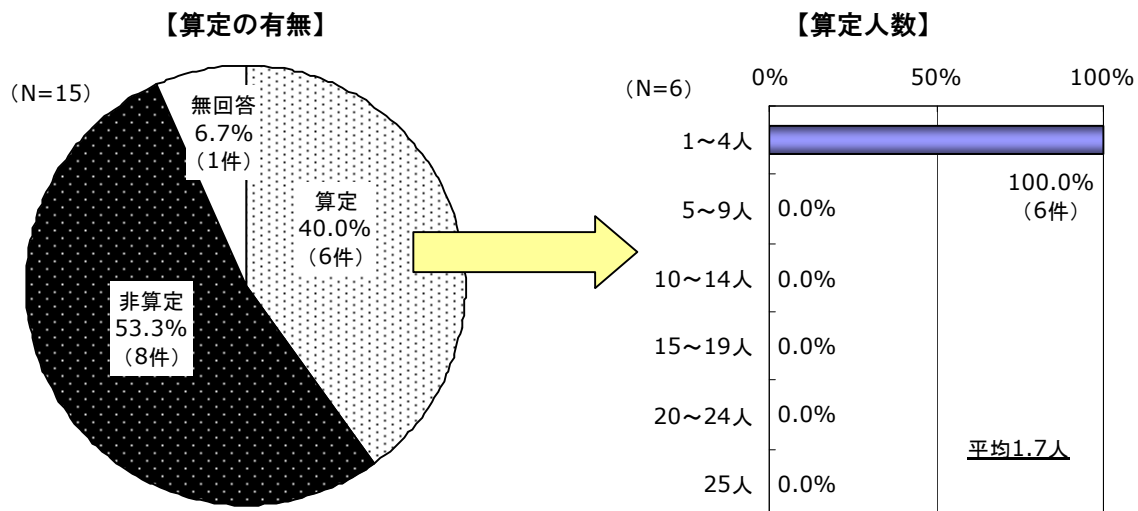 【算定の有無】
（N=15）
無回答
6.7%
（1件）
算定
40.0%
（6件）
非算定
53.3%
（8件）
【算定人数】
（N=6）
0%
50%
100%
1～4人
100.0%
（6件）
5～9人
0.0%
10～14人
0.0%
15～19人
0.0%
20～24人
0.0%
平均1.7人
25人
0.0%